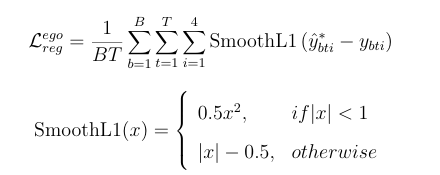 $\mathcal{L}_{reg}^{ego} = \frac{1}{BT} \sum_{b=1}^{B} \sum_{t=1}^{T} \sum_{i=1}^{4} \text{SmoothL1}\left(\hat{y}_{bti}^{*} - y_{bti}\right)$
$\text{SmoothL1}(x) = \begin{cases} 0.5x^2, & if|x| < 1 \\ |x| - 0.5, & otherwise \end{cases}$